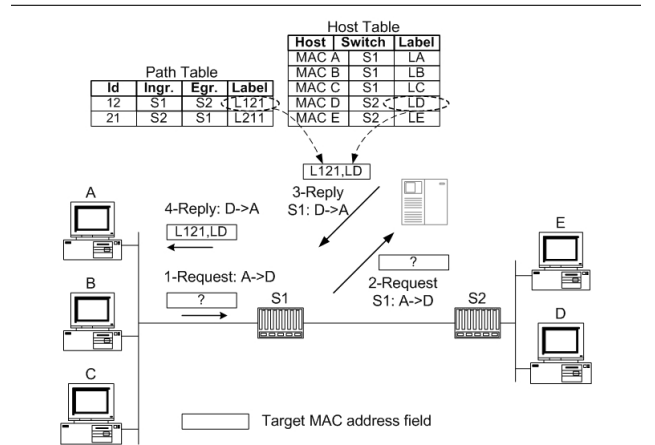 Host Table
Host Switch Label
MAC A S1 LA
MAC B S1 LB
MAC C S1 LC
MAC D S2 LD
MAC E S2 LE
Path Table
Id Ingr. Egr. Label
12 S1 S2 L121
21 S2 S1 L211
L121,LD
3-Reply
S1: D->A
A
4-Reply: D->A
L121,LD
E
B
1-Request: A->D
?
?
2-Request
S1: A->D
S1
S2
D
C
Target MAC address field